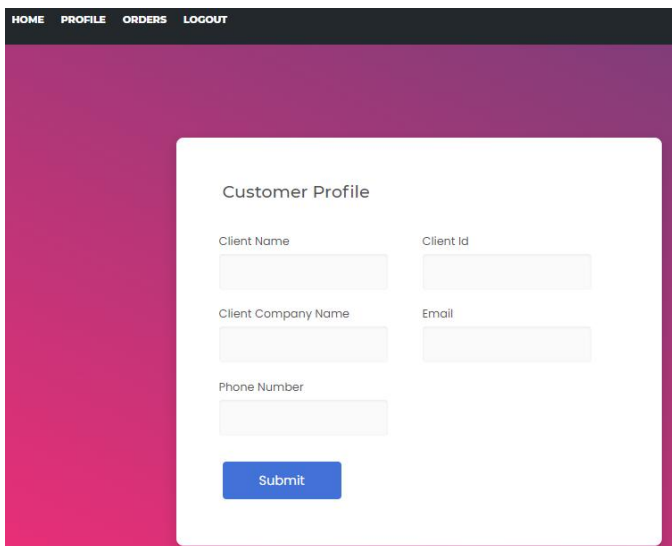 HOME PROFILE ORDERS LOGOUT
Customer Profile
Client Name Client Id
Client Company Name Email
Phone Number
Submit